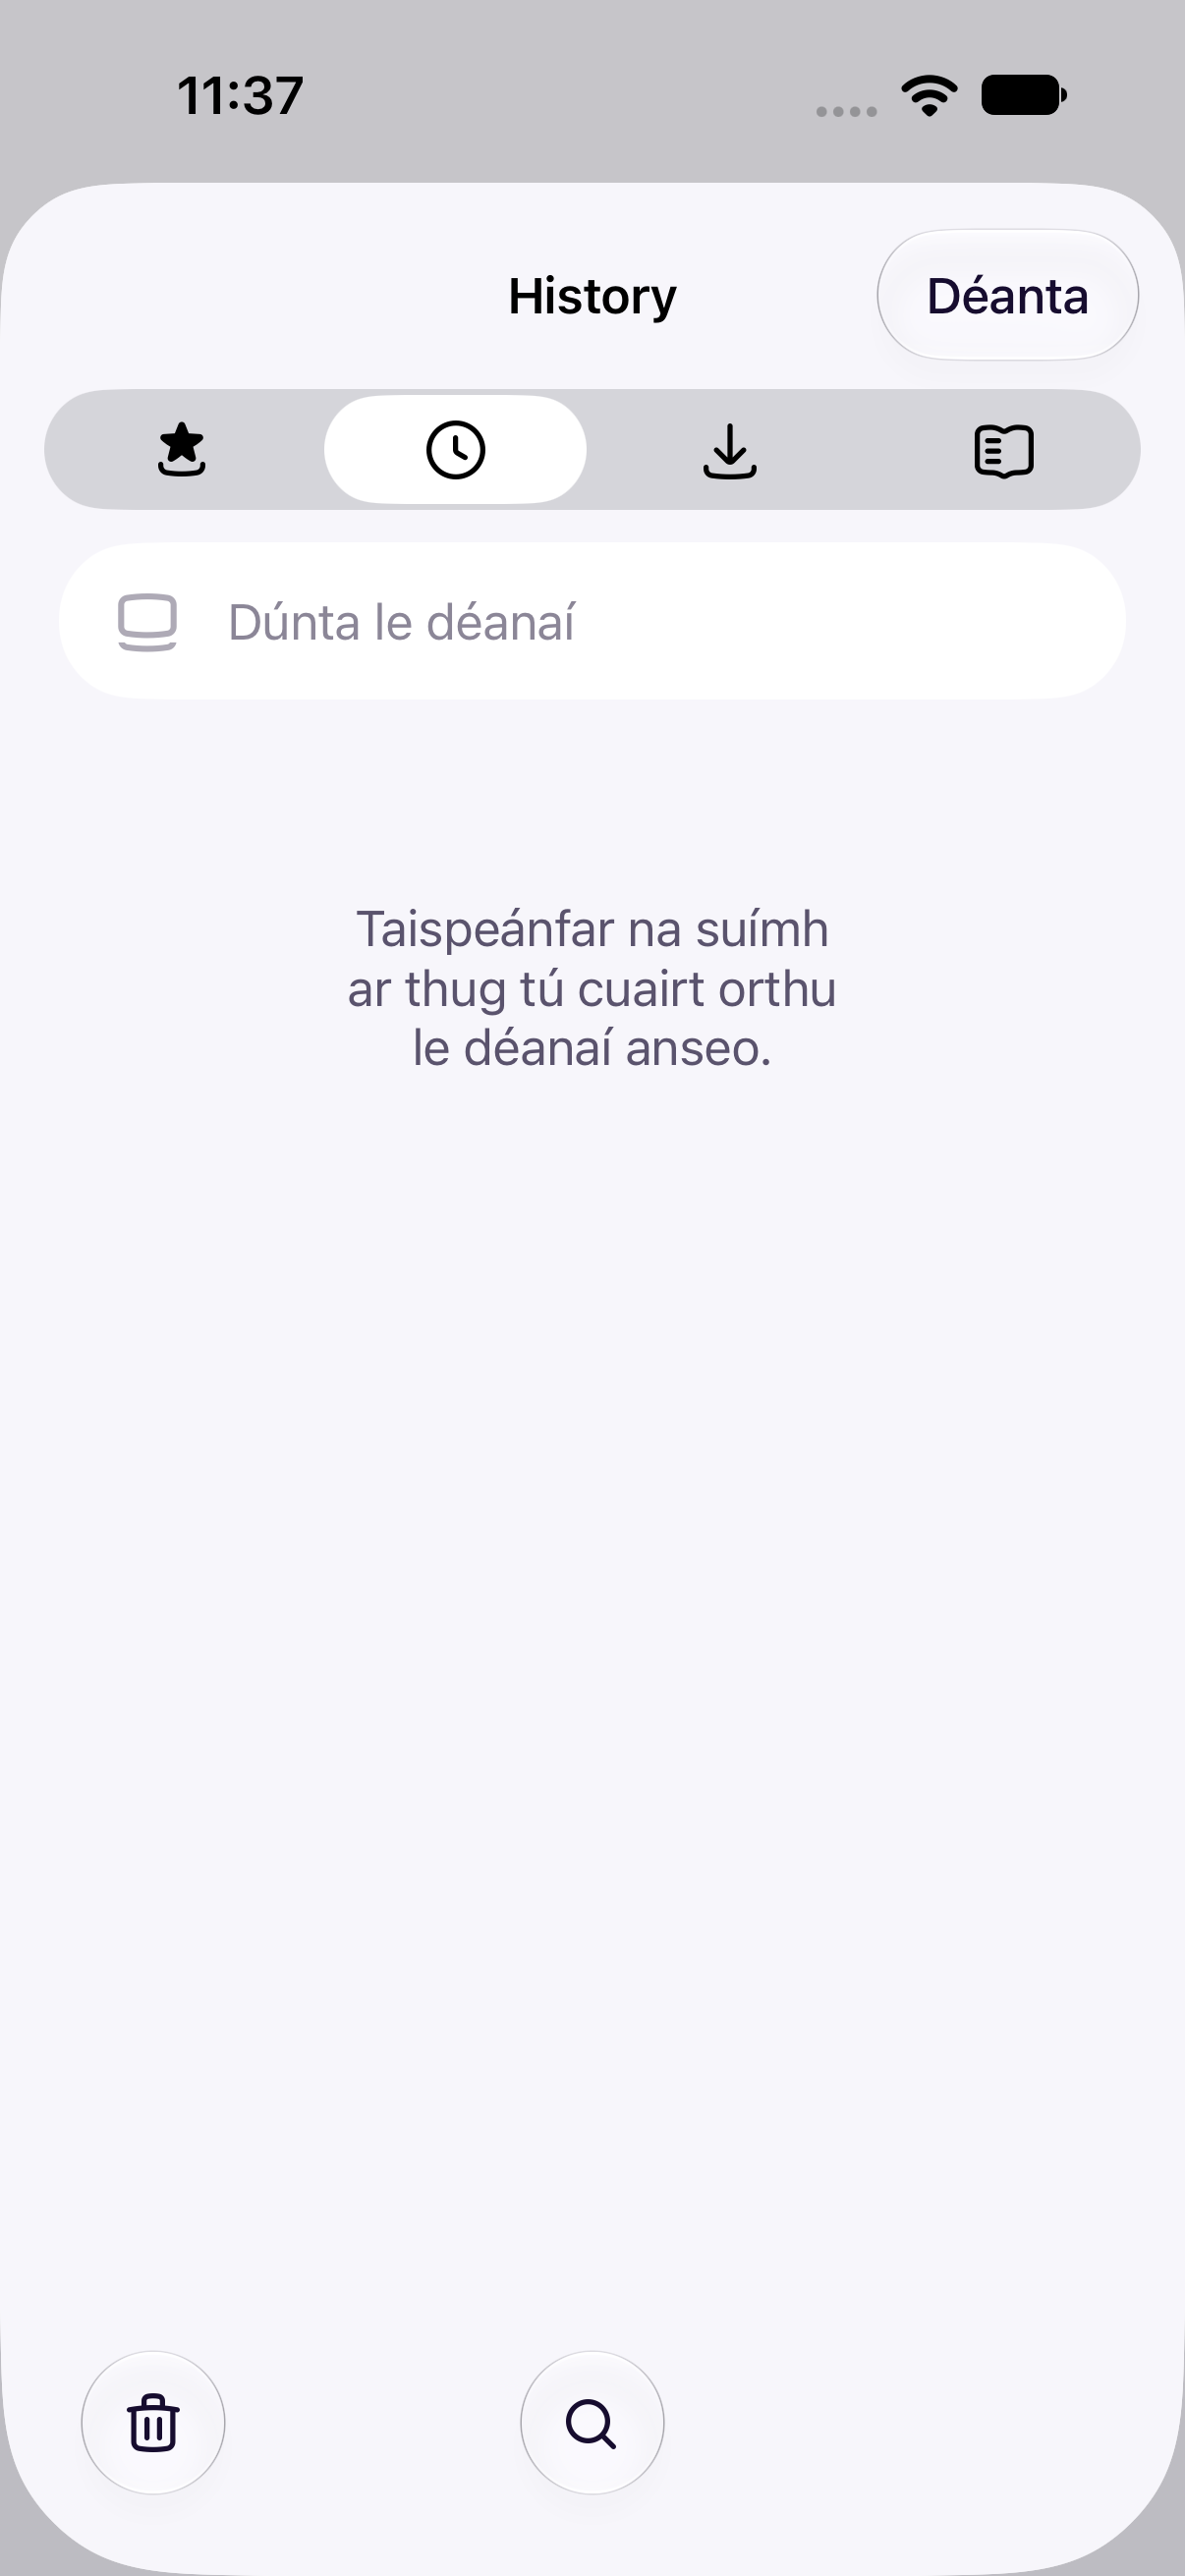 11:37
History
Déanta
Dúnta le déanaí
Taispeánfar na suímh
ar thug tú cuairt orthu
le déanaí anseo.